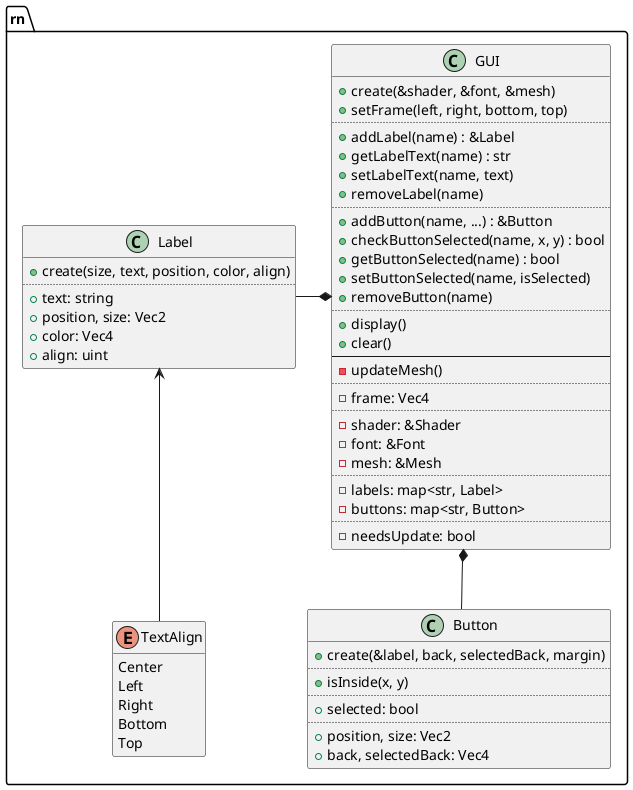 rn
C GUI
create(&shader, &font, &mesh)
setFrame(left, right, bottom, top)
addLabel(name) : &Label
getLabelText(name) : str
setLabelText(name, text)
removeLabel(name)
addButton(name, ...) : &Button
checkButtonSelected(name, x, y) : bool
getButtonSelected(name) : bool
setButtonSelected(name, isSelected)
removeButton(name)
display()
clear()
updateMesh()
frame: Vec4
shader: &Shader
font: &Font
mesh: &Mesh
labels: map<str, Label>
buttons: map<str, Button>
needsUpdate: bool
C Label
create(size, text, position, color, align)
text: string
position, size: Vec2
color: Vec4
align: uint
E TextAlign
Center
Left
Right
Bottom
Top
C Button
create(&label, back, selectedBack, margin)
isInside(x, y)
selected: bool
position, size: Vec2
back, selectedBack: Vec4